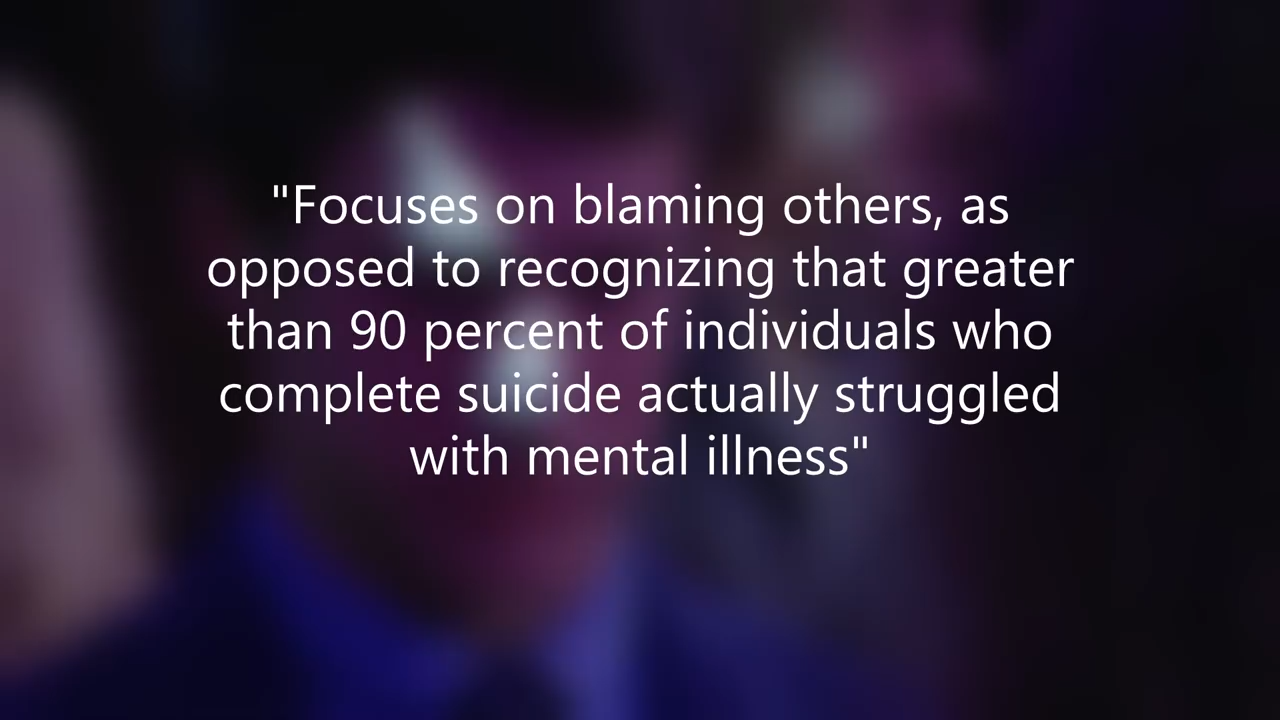 "Focuses on blaming others, as
opposed to recognizing that greater
than 90 percent of individuals who
complete suicide actually struggled
with mental illness"